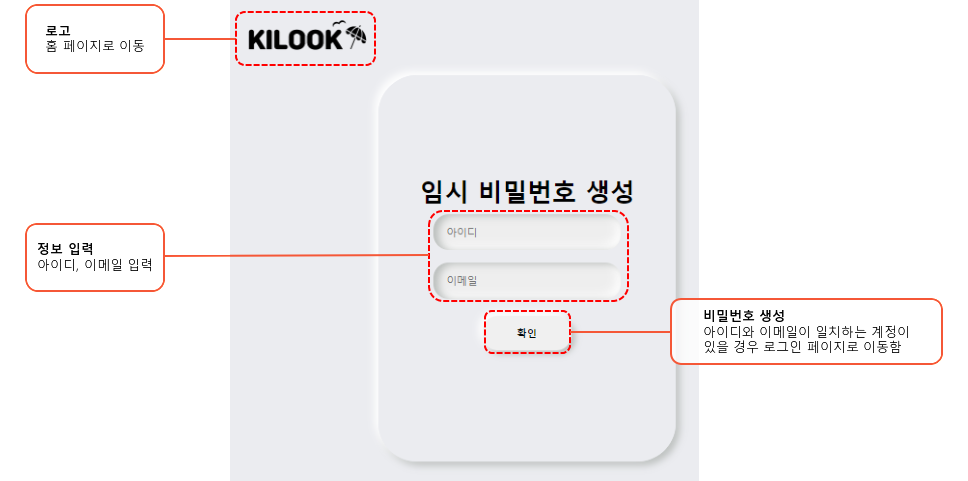 로고
홈 페이지로 이동
KILOOK
임시 비밀번호 생성
정보 입력
아이디, 이메일 입력
아이디
이메일
확인
비밀번호 생성
아이디와 이메일이 일치하는 계정이
있을 경우 로그인 페이지로 이동함